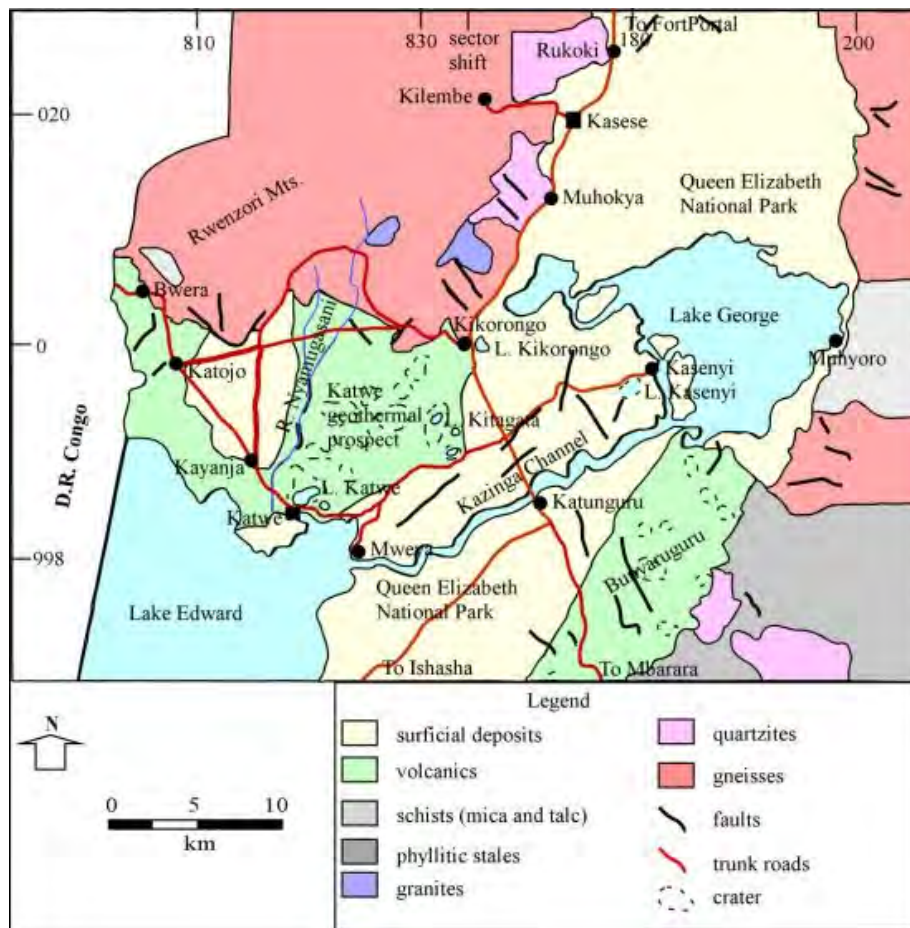 To FortPortal
810
830
180
200
sector
shift
Rukoki
Kilembe
020
Kasese
Queen Elizabeth
National Park
Muhokya
Rwenzori Mts.
Bwera
Lake George
Kikorongo
0
L. Kikorongo
Muhyoro
Katojo
R. Nyamugasani
Kasenyi
L. Kasenyi
Katwe
geothermal
prospect
L. Kitagata
D.R. Congo
Kayanja
Kazinga Channel
L. Katwe
Katwe
Katunguru
Mweya
998
Bunyaruguru
Queen Elizabeth
National Park
Lake Edward
To Ishasha
To Mbarara
Legend
N
surficial deposits
quartzites
volcanics
gneisses
0 5 10
km
schists (mica and talc)
faults
phyllitic stales
trunk roads
granites
crater